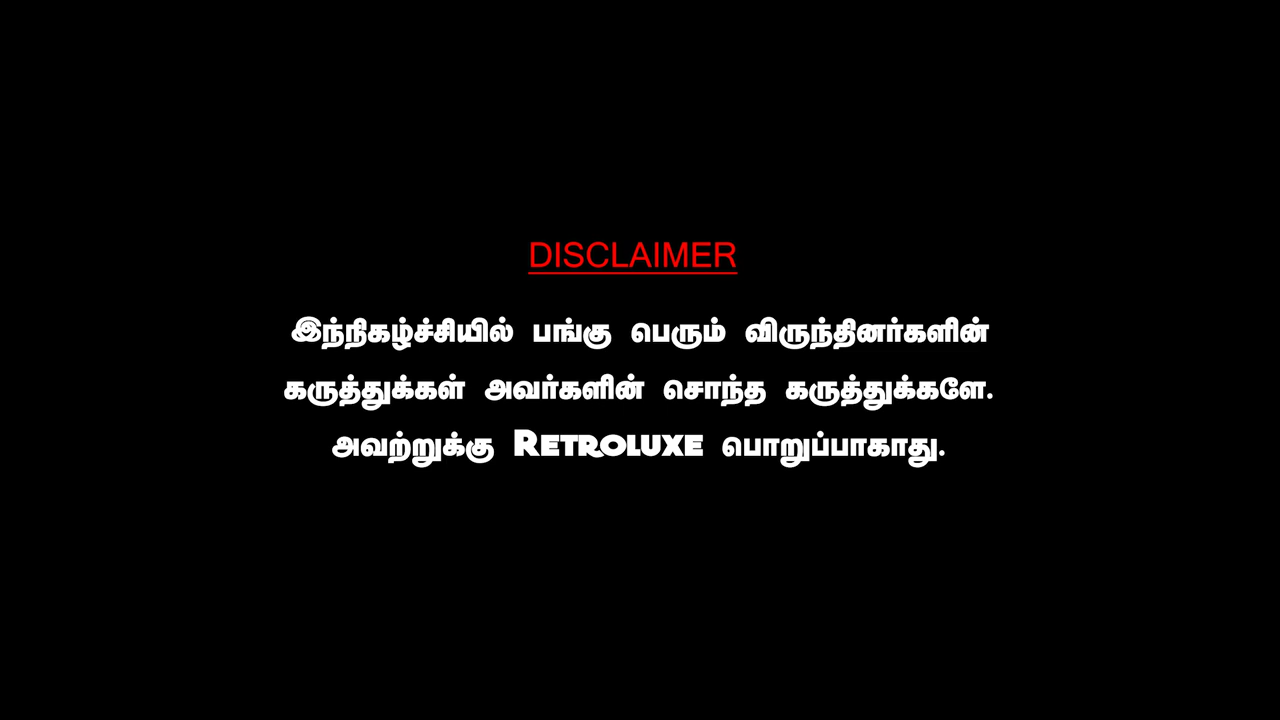 DISCLAIMER
இந்நிகழ்ச்சியில் பங்கு பெரும் விருந்தினர்களின்
கருத்துக்கள் அவர்களின் சொந்த கருத்துக்களே.
அவற்றுக்கு RETROLUXE பொறுப்பாகாது.